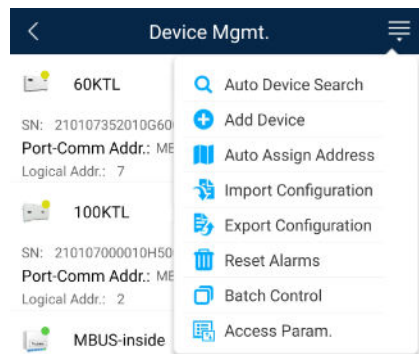 Device Mgmt.
60KTL
SN: 210107352010G60
Port-Comm Addr.: ME
Logical Addr.: 7
100KTL
SN: 210107000010H50
Port-Comm Addr.: ME
Logical Addr.: 2
MBUS-inside
Auto Device Search
Add Device
Auto Assign Address
Import Configuration
Export Configuration
Reset Alarms
Batch Control
Access Param.